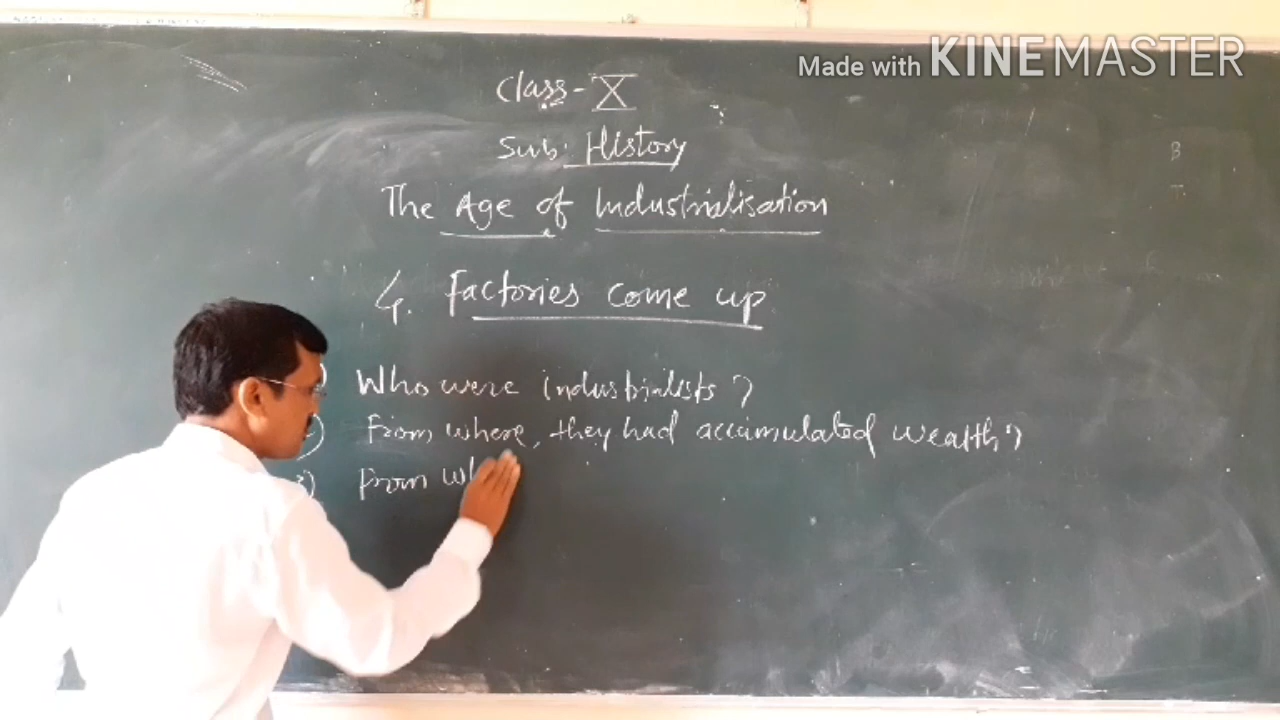 Made with KINEMASTER
Class - X
Sub: History
The Age of Industrialisation
4. Factories come up
) Who were industrialists?
2) From where, they had accumulated wealth?
3) From wh